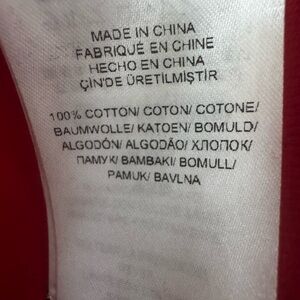 MADE IN CHINA
FABRIQUÉ EN CHINE
HECHO EN CHINA
ÇİN'DE ÜRETİLMİŞTİR
100% COTTON/ COTON/ COTONE/
BAUMWOLLE/ KATOEN/ BOMULD/
ALGODÓN/ ALGODÃO/ ХЛОПОК/
ПАМУК/ BAMBAKI/ BOMULL/
PAMUK/ BAVLNA